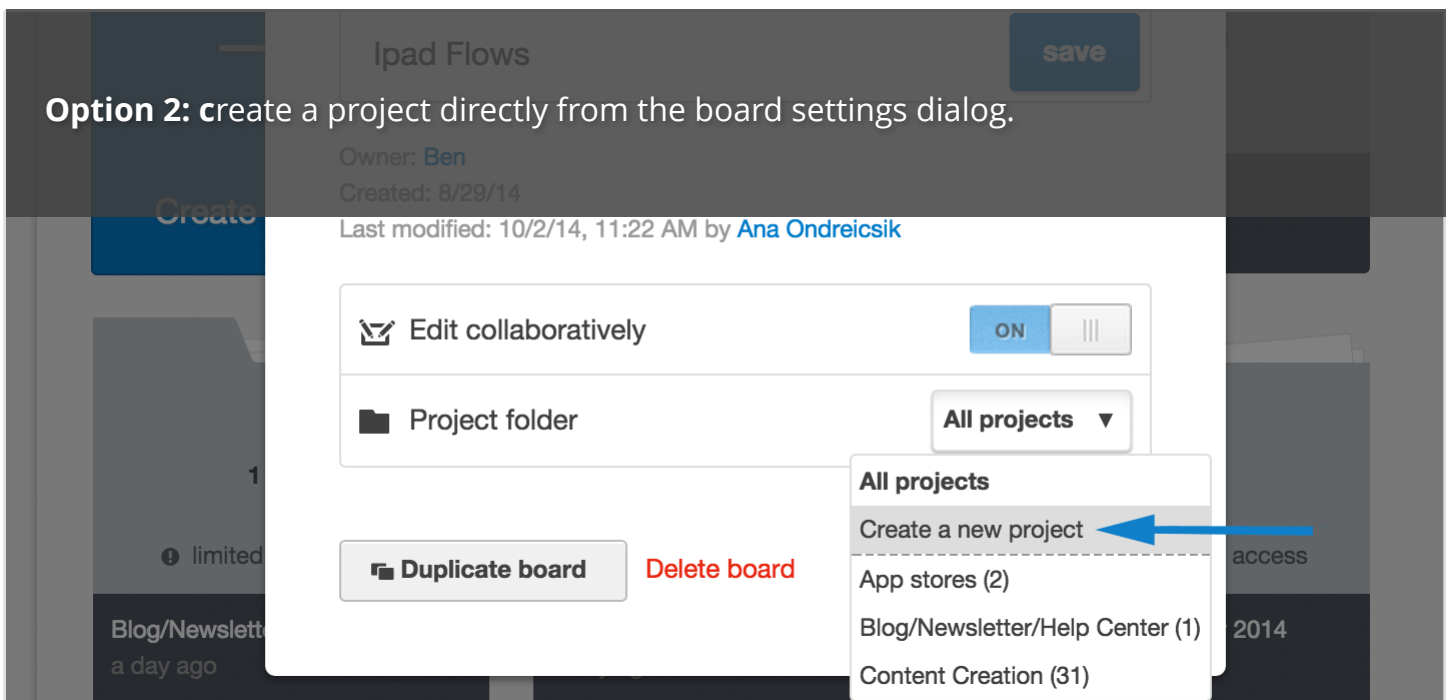 Ipad Flows
save
Option 2: create a project directly from the board settings dialog.
Owner: Ben
Created: 8/29/14
Create
Last modified: 10/2/14, 11:22 AM by Ana Ondreicsik
Edit collaboratively
ON
Project folder
All projects ▼
All projects
1
Create a new project
limited
access
Duplicate board
Delete board
App stores (2)
Blog/Newslette
Blog/Newsletter/Help Center (1)
2014
a day ago
Content Creation (31)